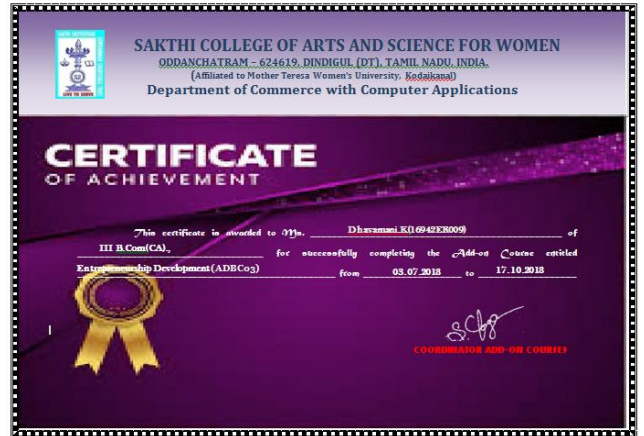 SAKTHI COLLEGE OF ARTS AND SCIENCE FOR WOMEN
ODDANCHATRAM – 624619, DINDIGUL (DT), TAMIL NADU, INDIA.
(Affiliated to Mother Teresa Women's University, Kodaikanal)
Department of Commerce with Computer Applications
LIVE TO SERVE
CERTIFICATE
OF ACHIEVEMENT
This certificate is awarded to Ms. Dhavamani.K(16942ER009) of
III B.Com(CA)., for successfully completing the Add-on Course entitled
Entrepreneurship Development (ADBC03) from 03.07.2018 to 17.10.2018
COORDINATOR ADD-ON COURSES